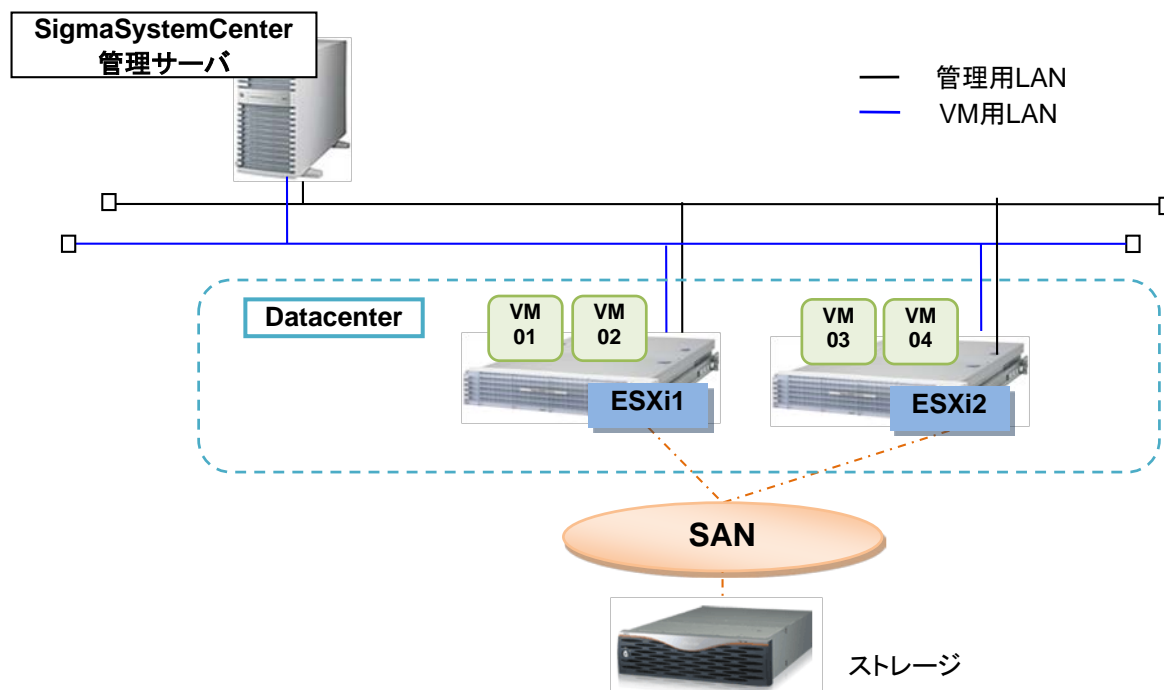 SigmaSystemCenter
管理サーバ
管理用LAN
VM用LAN
Datacenter
VM
01
VM
02
VM
03
VM
04
ESXi1
ESXi2
SAN
ストレージ